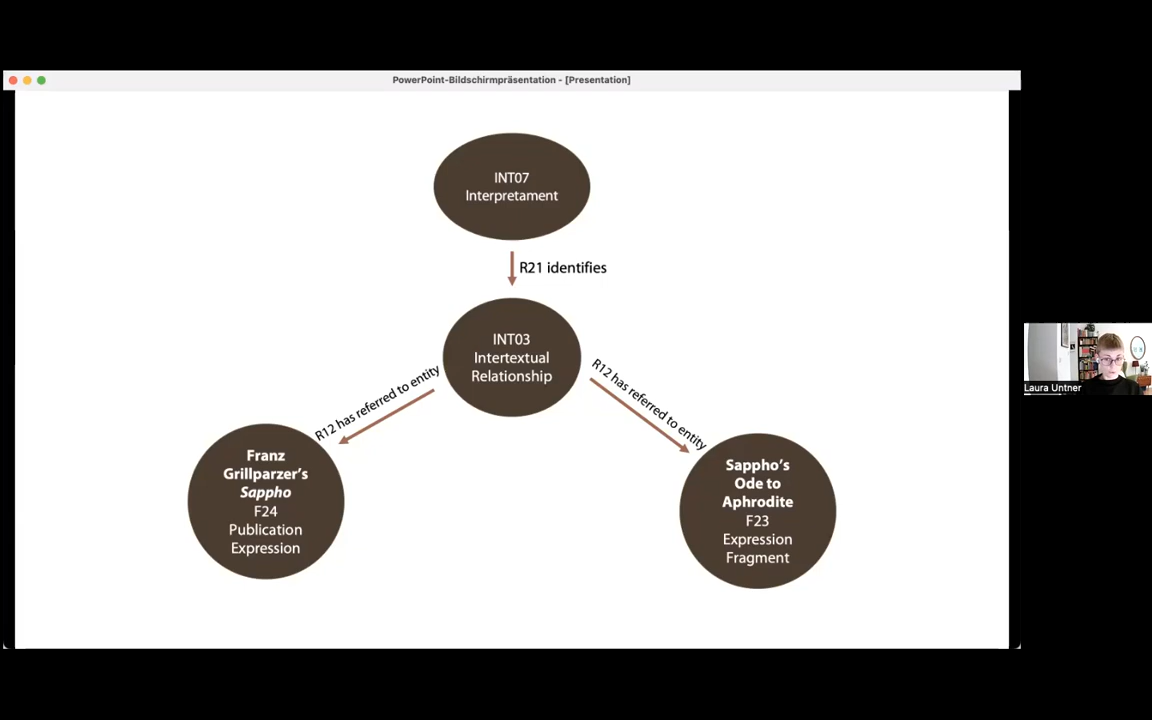 PowerPoint-Bildschirmpräsentation - [Presentation]
INT07
Interpretament
R21 identifies
INT03
Intertextual
Relationship
R12 has referred to entity
R12 has referred to entity
Franz
Grillparzer’s
Sappho
F24
Publication
Expression
Sappho’s
Ode to
Aphrodite
F23
Expression
Fragment
Laura Untner